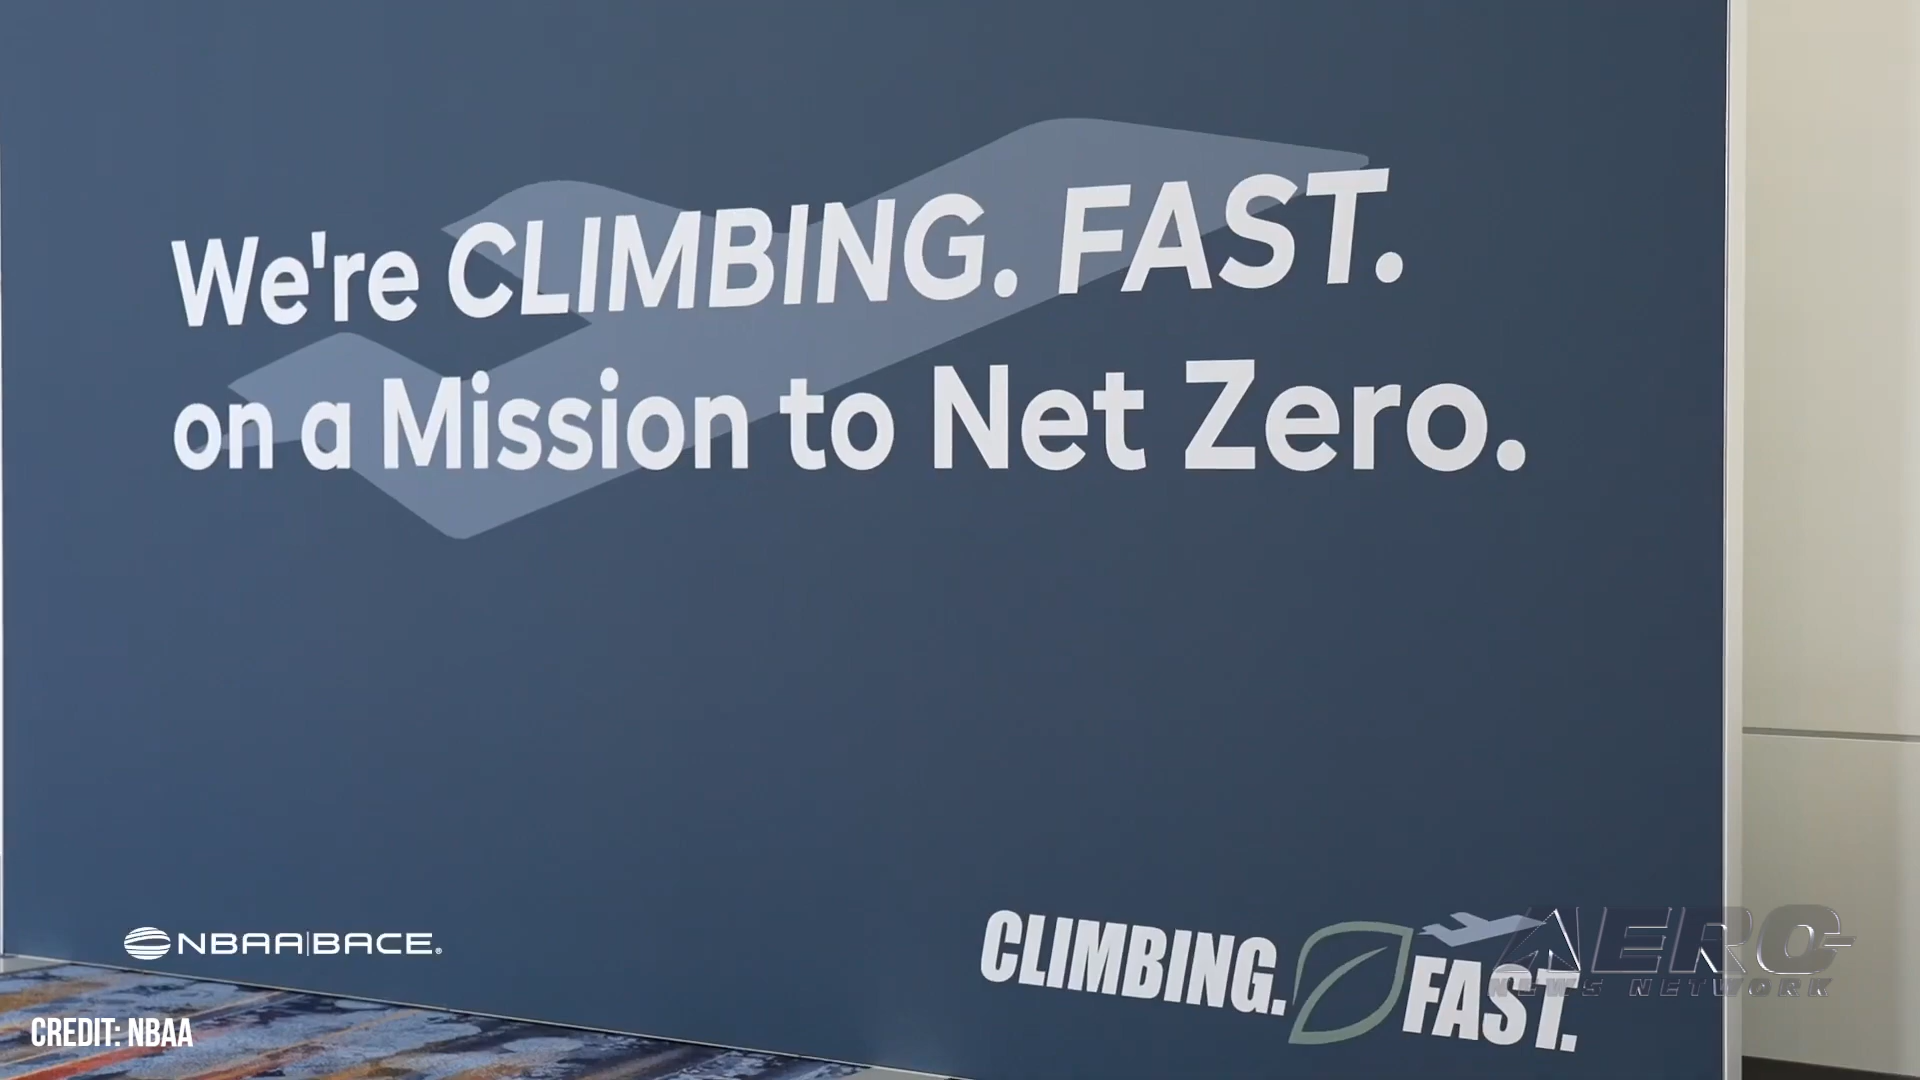 We're CLIMBING. FAST.
on a Mission to Net Zero.
NBAA|BACE®
CLIMBING. FAST.
AERO
NEWS NETWORK
CREDIT: NBAA